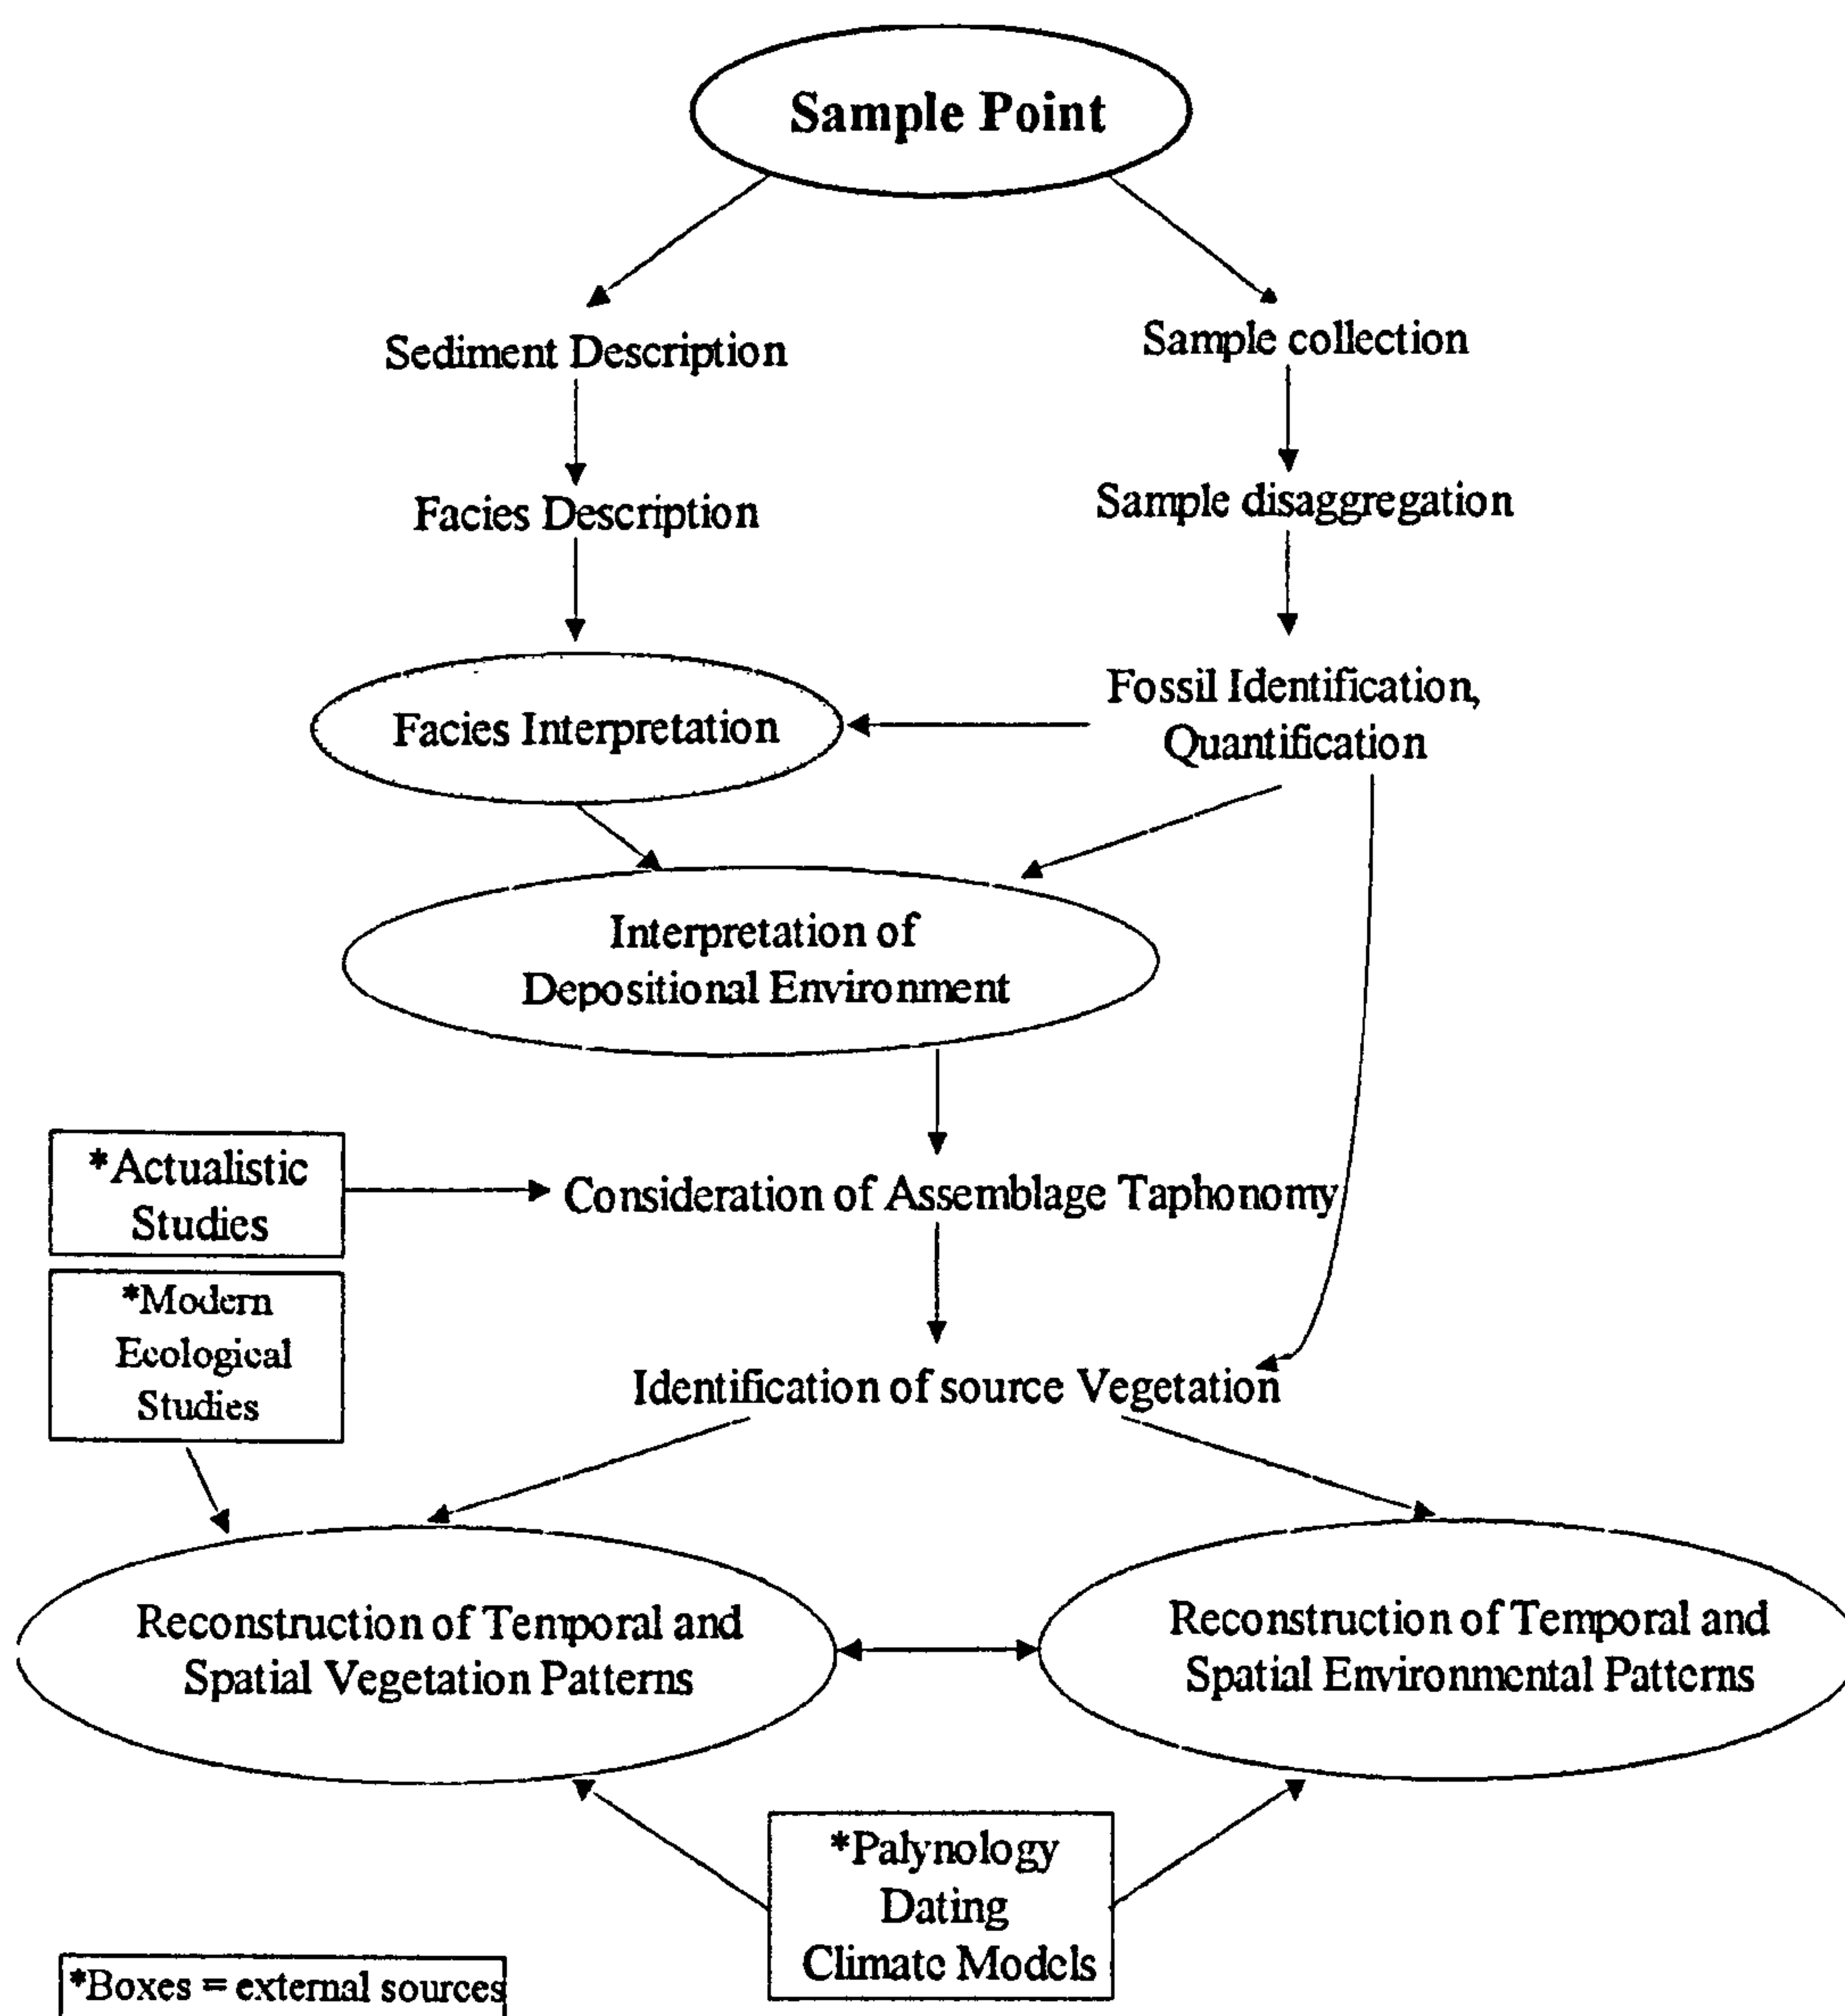 Sample Point
Sediment Description
Sample collection
Facies Description
Sample disaggregation
Facies Interpretation
Fossil Identification,
Quantification
Interpretation of
Depositional Environment
*Actualistic
Studies
Consideration of Assemblage Taphonomy
*Modern
Ecological
Studies
Identification of source Vegetation
Reconstruction of Temporal and
Spatial Vegetation Patterns
Reconstruction of Temporal and
Spatial Environmental Patterns
*Palynology
Dating
Climate Models
*Boxes = external sources